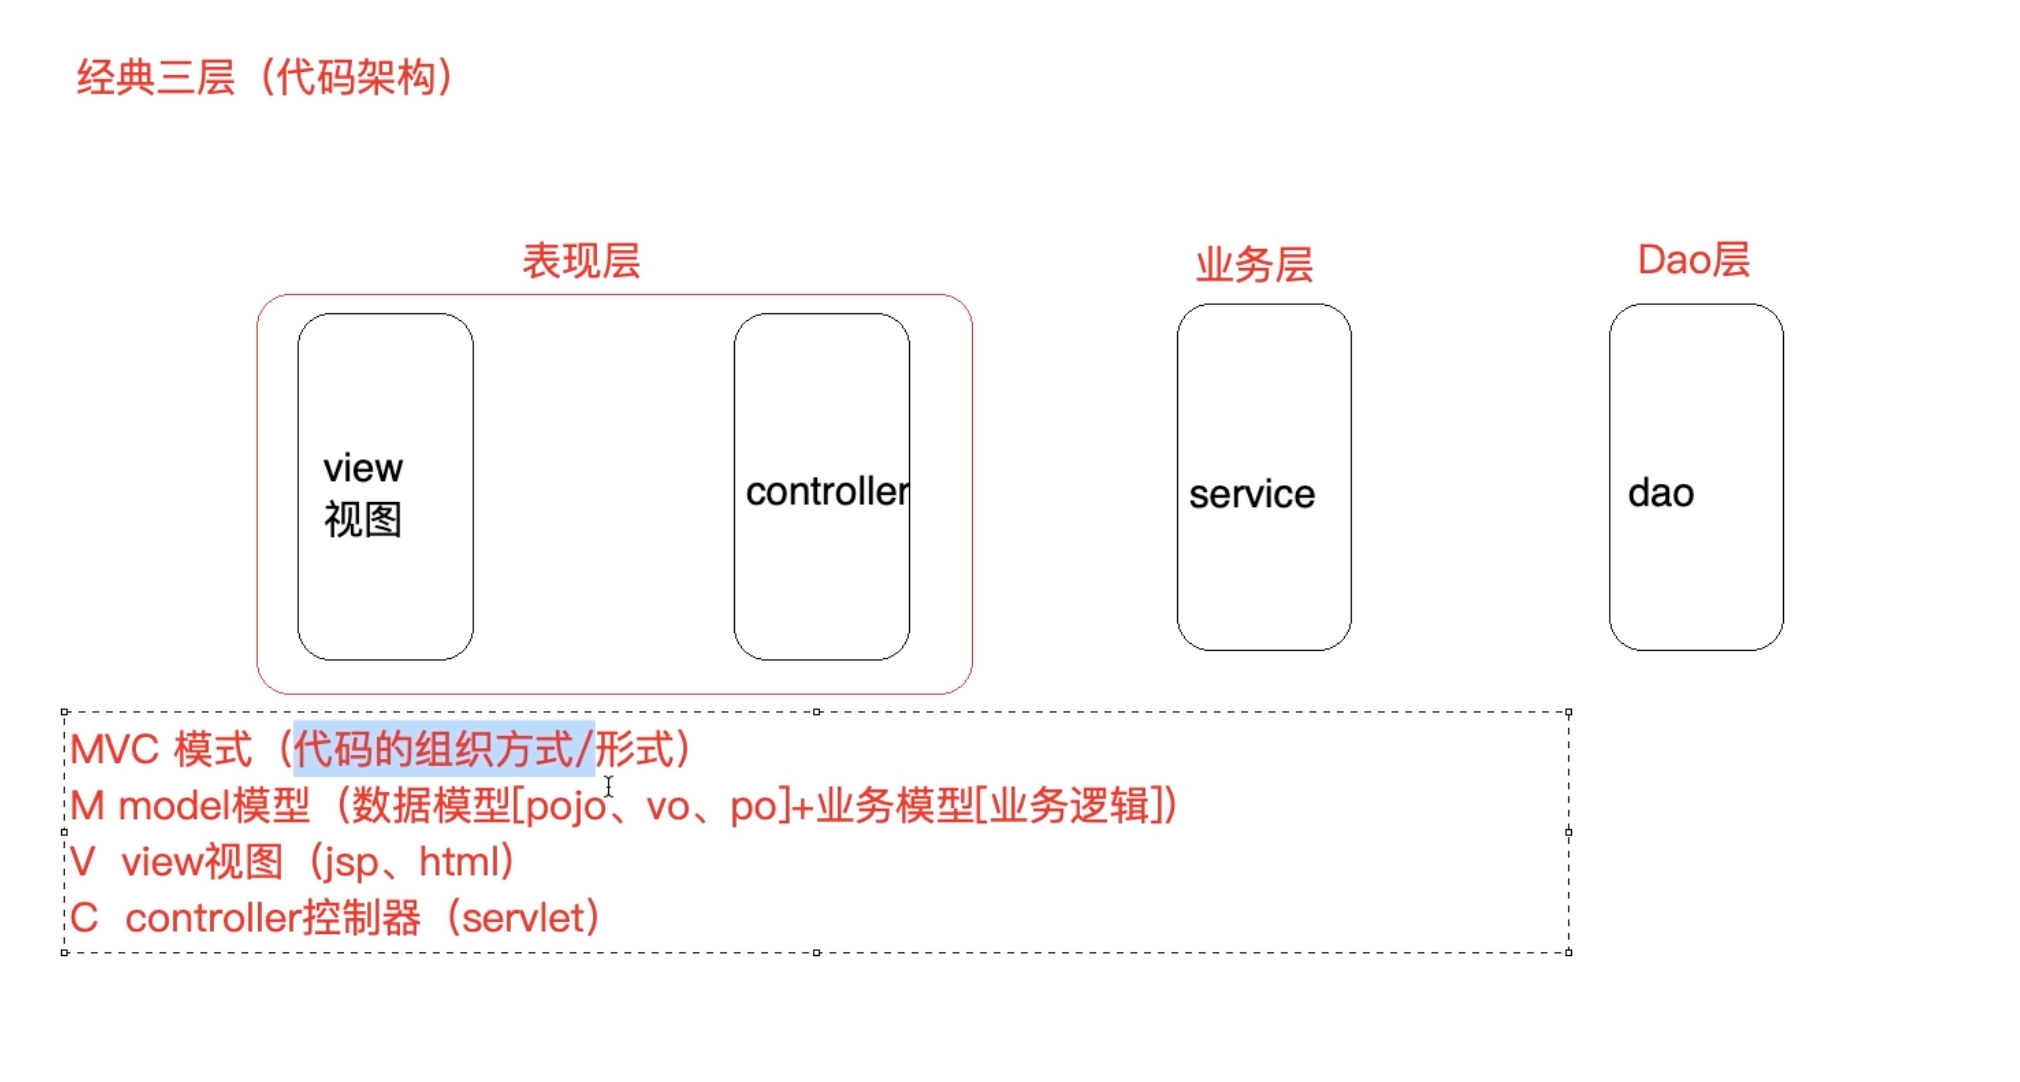 经典三层（代码架构）
表现层
业务层
Dao层
view
视图
controller
service
dao
MVC 模式（代码的组织方式/形式）
M model模型（数据模型[pojo、vo、po]+业务模型[业务逻辑]）
V view视图（jsp、html）
C controller控制器（servlet）